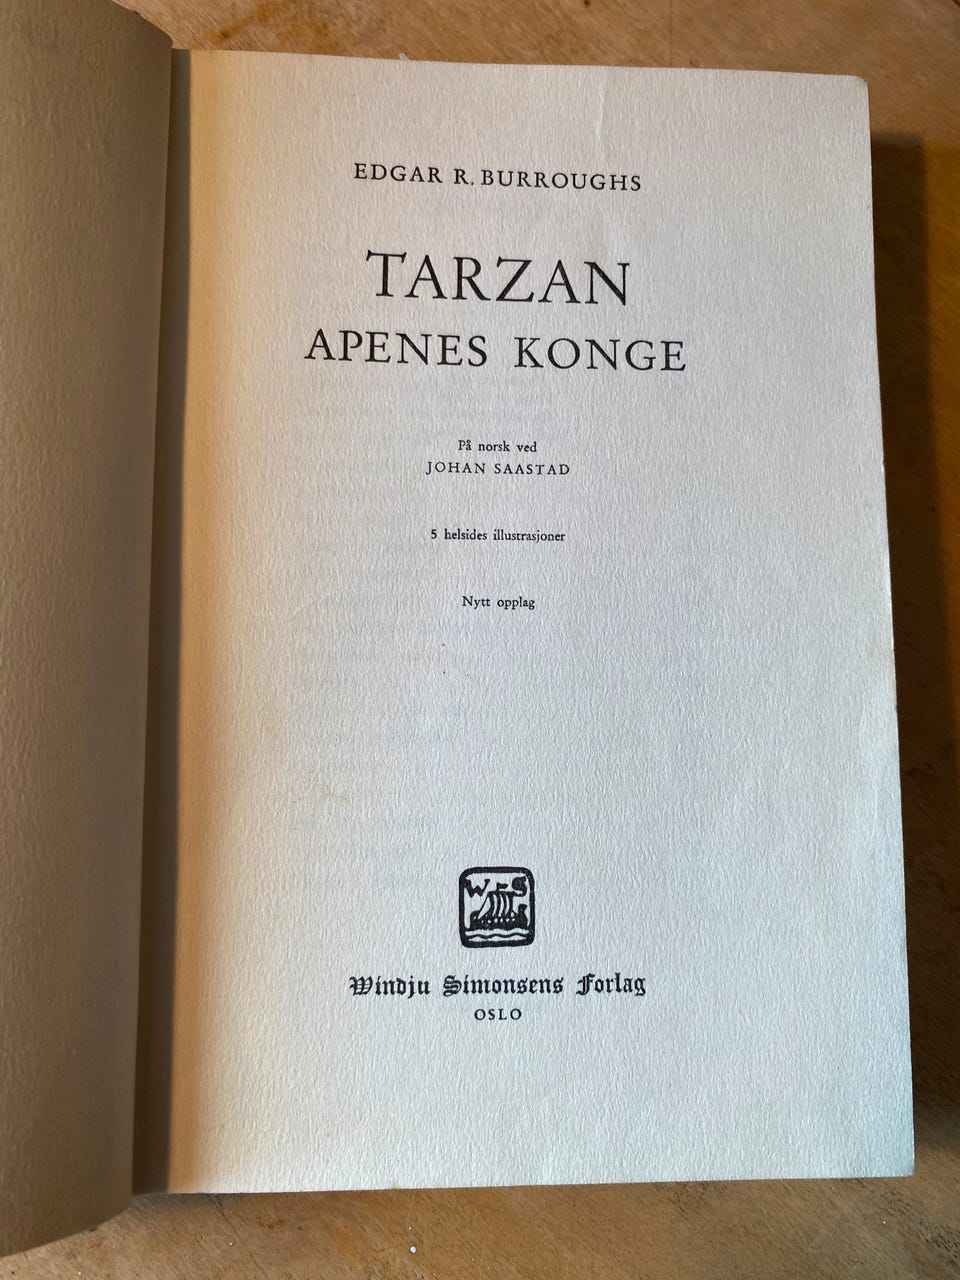 EDGAR R. BURROUGHS
TARZAN
APENES KONGE
På norsk ved
JOHAN SAASTAD
5 helsides illustrasjoner
Nytt opplag
W S
Windju Simonsens Forlag
OSLO